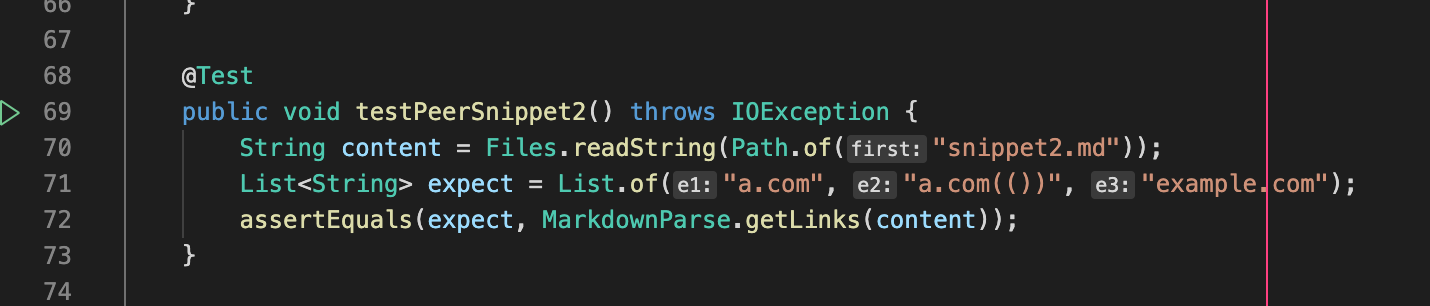 66 }
67
68 @Test
69 public void testPeerSnippet2() throws IOException {
70 String content = Files.readString(Path.of(first: "snippet2.md"));
71 List<String> expect = List.of(e1: "a.com", e2: "a.com(())", e3: "example.com");
72 assertEquals(expect, MarkdownParse.getLinks(content));
73 }
74